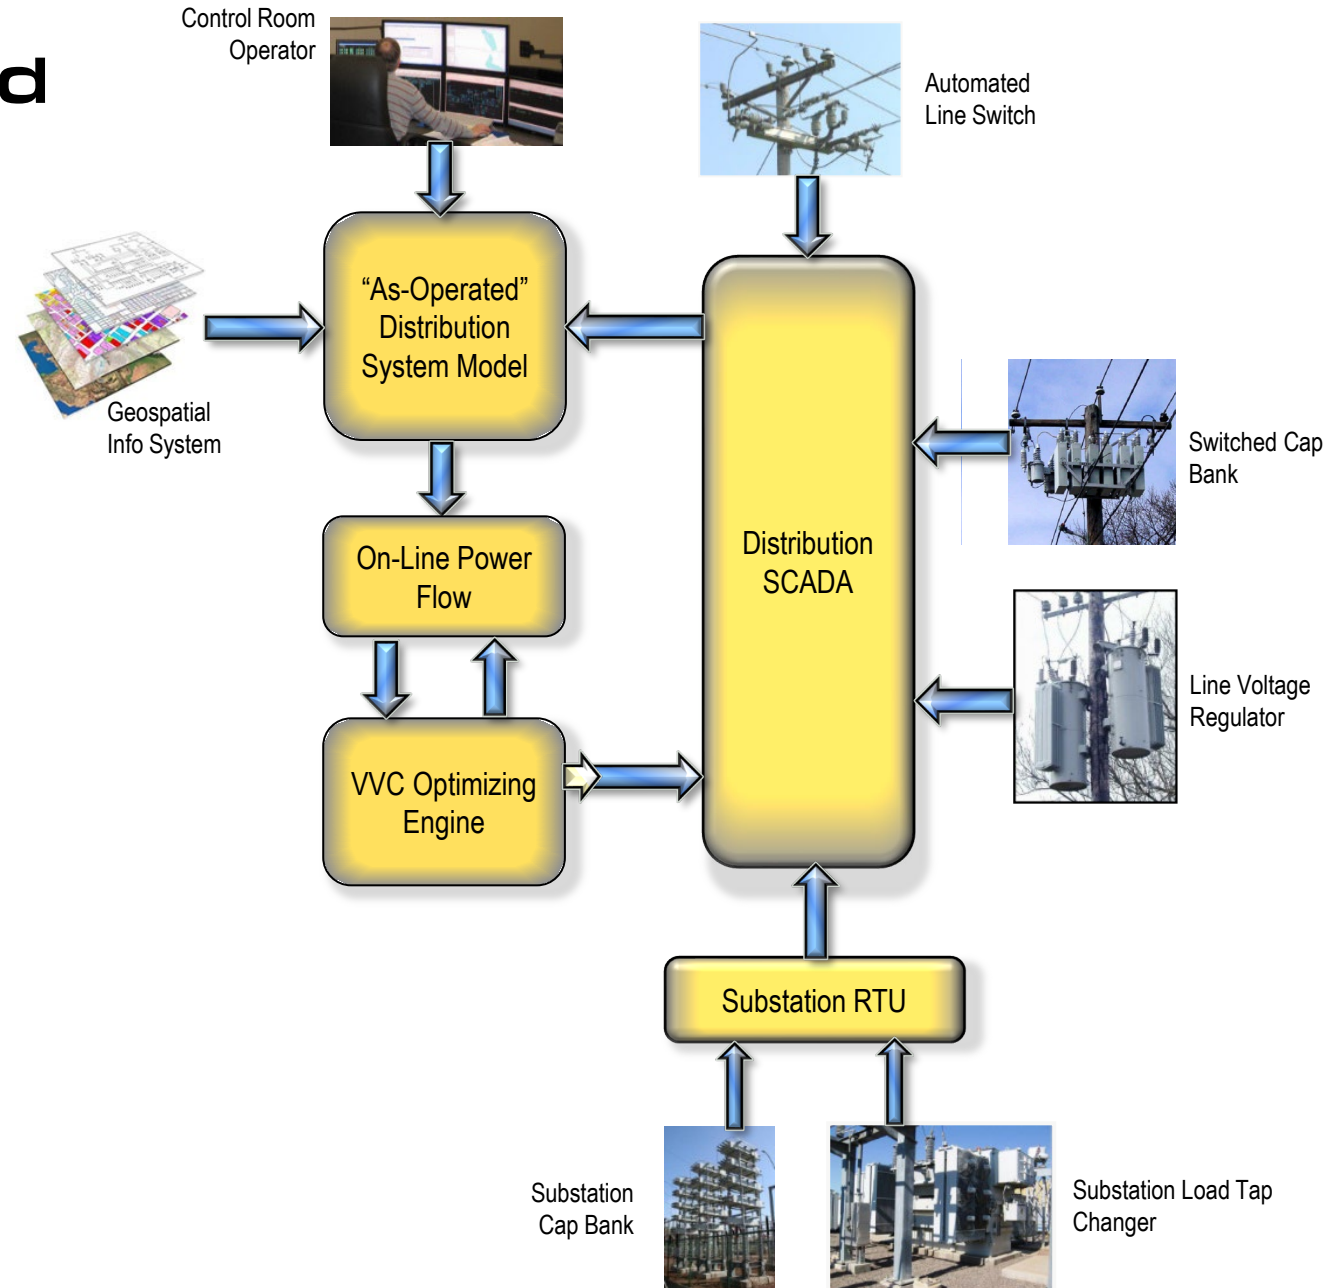 d
Control Room
Operator
Automated
Line Switch
“As-Operated”
Distribution
System Model
Geospatial
Info System
Switched Cap
Bank
On-Line Power
Flow
Distribution
SCADA
Line Voltage
Regulator
VVC Optimizing
Engine
Substation RTU
Substation
Cap Bank
Substation Load Tap
Changer